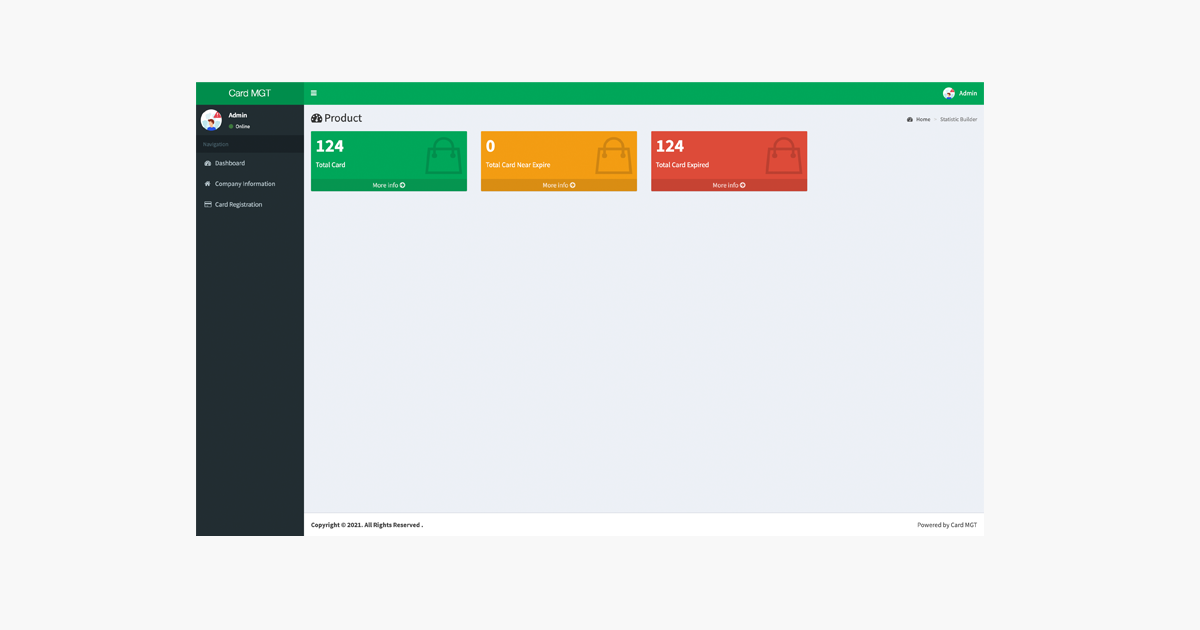 Card MGT
Admin
Admin
Online
Navigation
Dashboard
Company information
Card Registration
Product
Home > Statistic Builder
124
Total Card
More info
0
Total Card Near Expire
More info
124
Total Card Expired
More info
Copyright © 2021. All Rights Reserved .
Powered by Card MGT